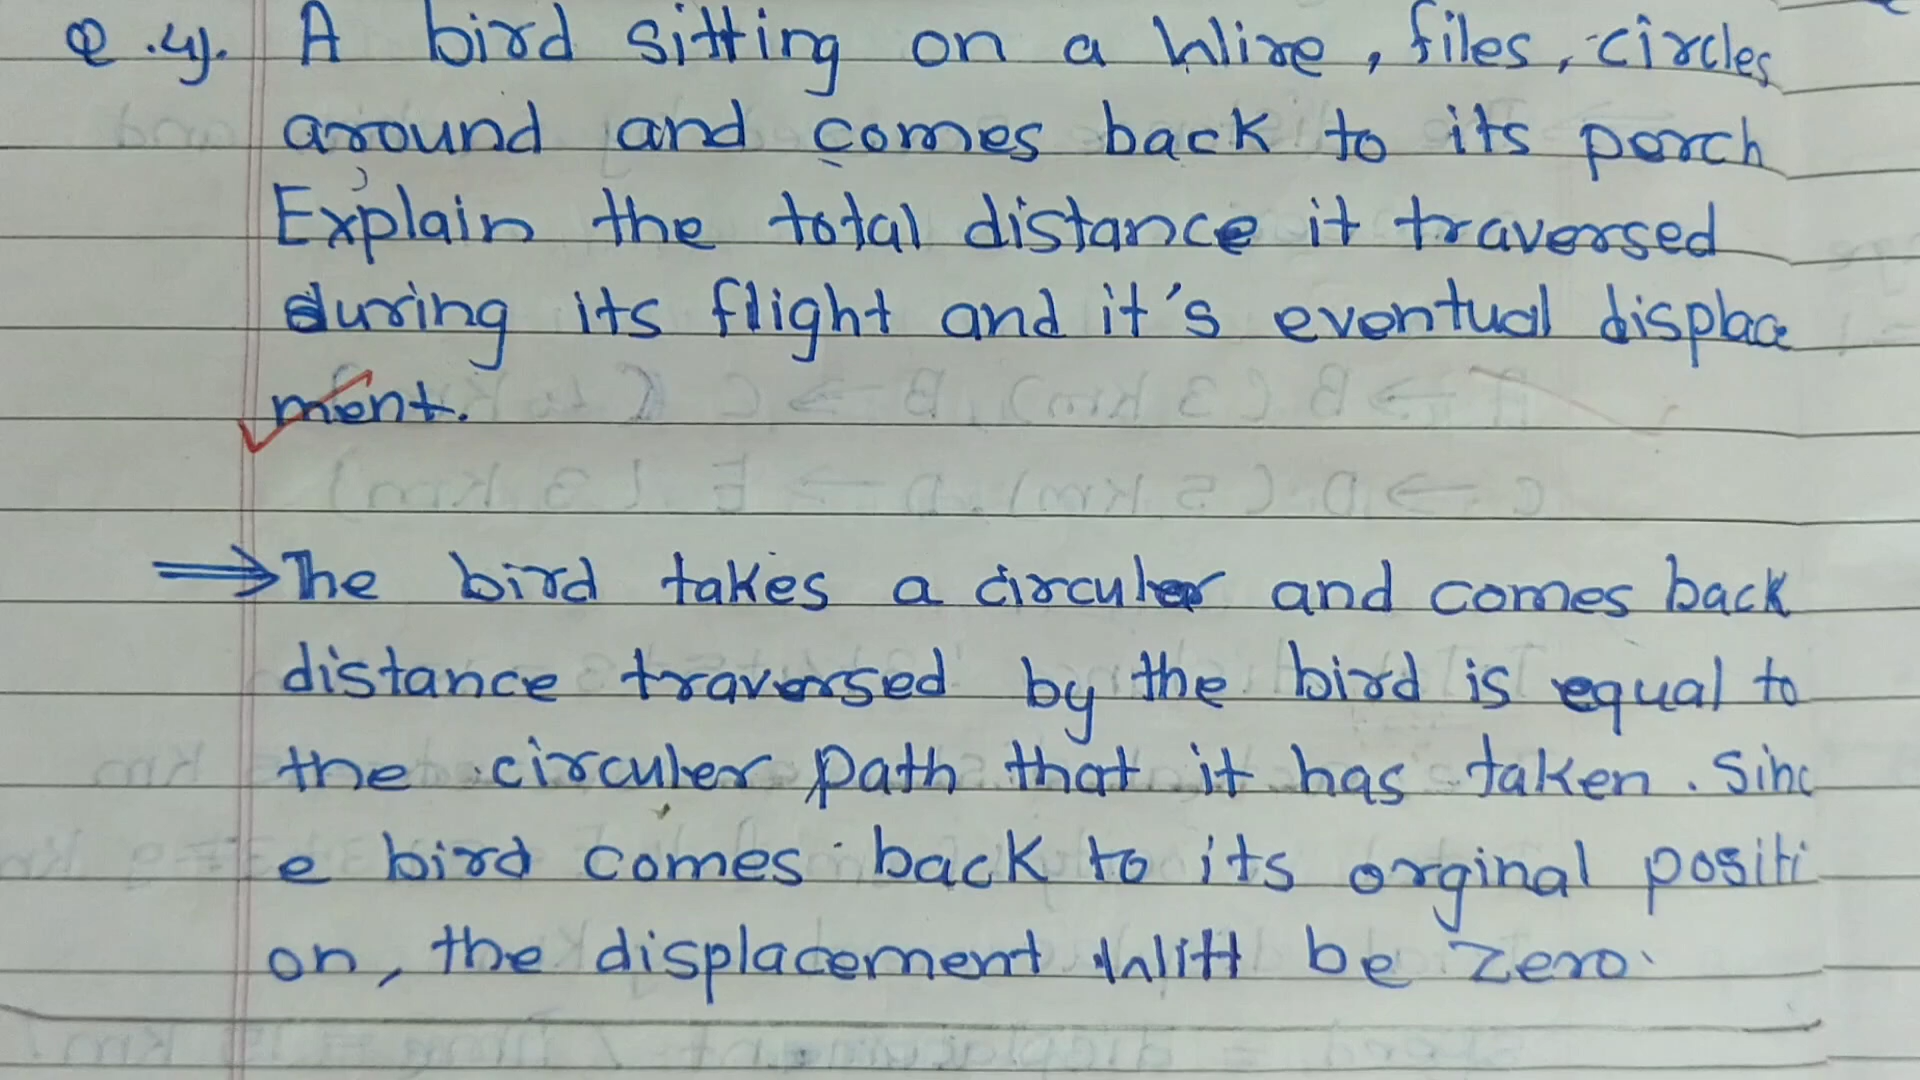 Q.4). A bird sitting on a Wire, files, circles
around and comes back to its perch
Explain the total distance it traversed
during its flight and it's eventual displace
ment.
⇒ The bird takes a circuler and comes back
distance traversed by the bird is equal to
the circuler path that it has taken. Sinc
e bird comes back to its orginal positi
on, the displacement will be zero.